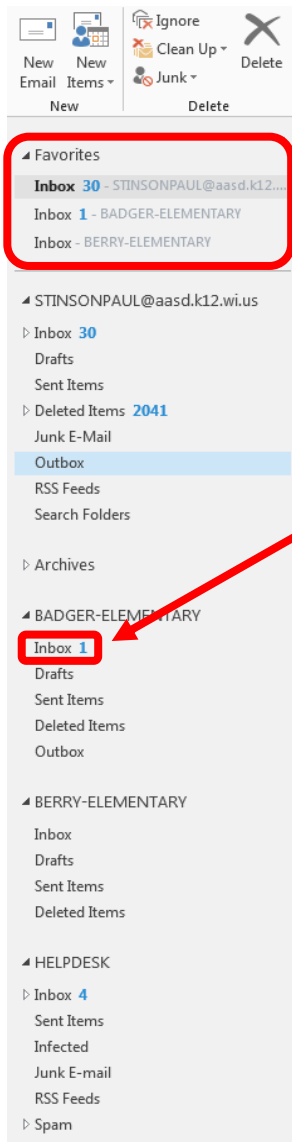 Ignore
Clean Up
Junk
New Email
New Items
Delete
New
Delete
Favorites
Inbox 30 - STINSONPAUL@aasd.k12....
Inbox 1 - BADGER-ELEMENTARY
Inbox - BERRY-ELEMENTARY
STINSONPAUL@aasd.k12.wi.us
Inbox 30
Drafts
Sent Items
Deleted Items 2041
Junk E-Mail
Outbox
RSS Feeds
Search Folders
Archives
BADGER-ELEMENTARY
Inbox 1
Drafts
Sent Items
Deleted Items
Outbox
BERRY-ELEMENTARY
Inbox
Drafts
Sent Items
Deleted Items
HELPDESK
Inbox 4
Sent Items
Infected
Junk E-mail
RSS Feeds
Spam